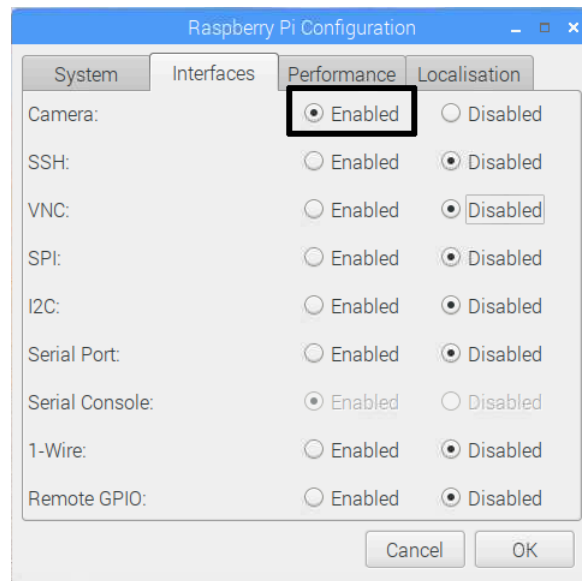 Raspberry Pi Configuration
System Interfaces Performance Localisation
Camera: Enabled Disabled
SSH: Enabled Disabled
VNC: Enabled Disabled
SPI: Enabled Disabled
I2C: Enabled Disabled
Serial Port: Enabled Disabled
Serial Console: Enabled Disabled
1-Wire: Enabled Disabled
Remote GPIO: Enabled Disabled
Cancel OK